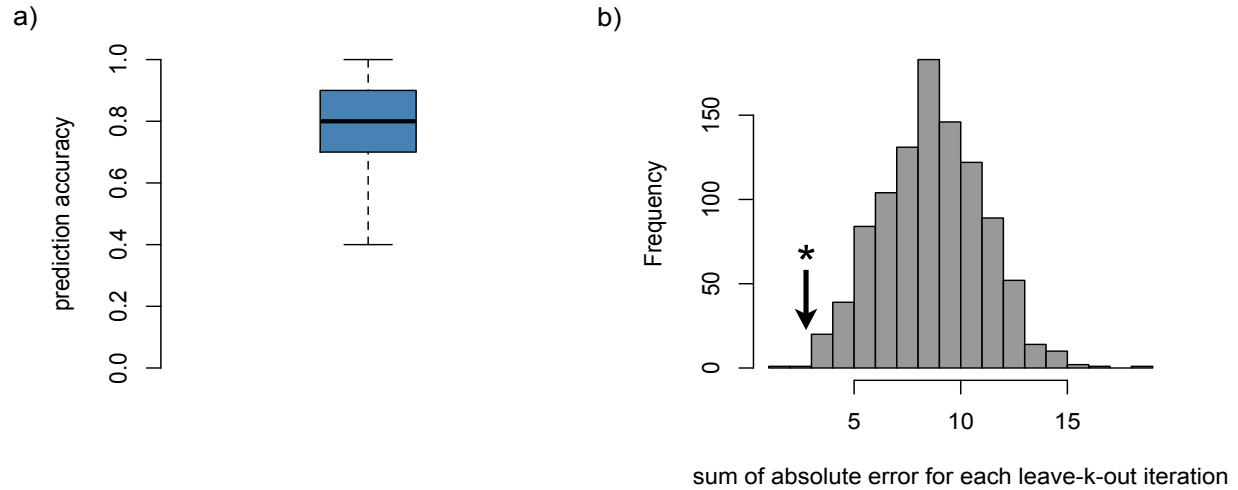 a)
prediction accuracy
1.0
0.8
0.6
0.4
0.2
0.0
b)
Frequency
150
100
50
0
*
5 10 15
sum of absolute error for each leave-k-out iteration